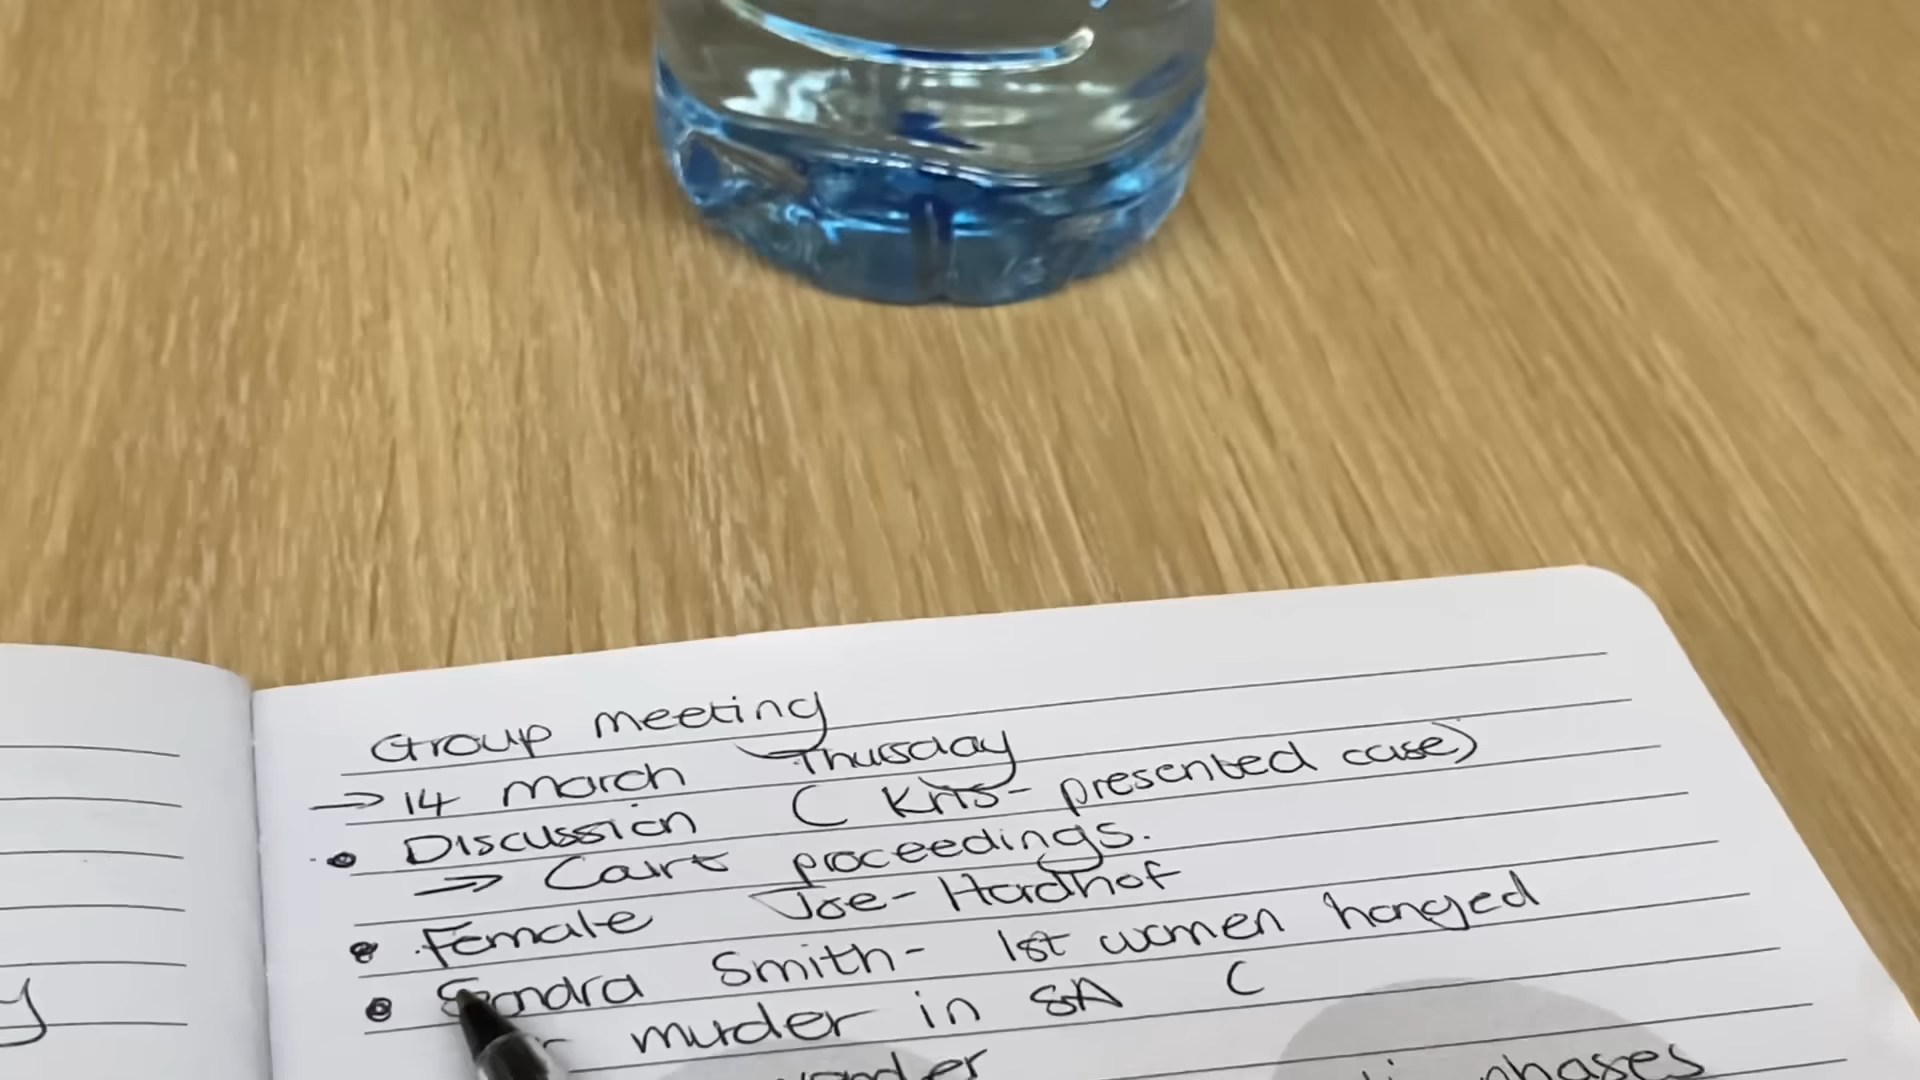 Group meeting
→ 14 March Thursday
• Discussion ( Kris - presented case)
→ Court proceedings.
• Female Joe - Hardhof
• Sandra Smith - 1st women hanged
murder in SA (
phases
y